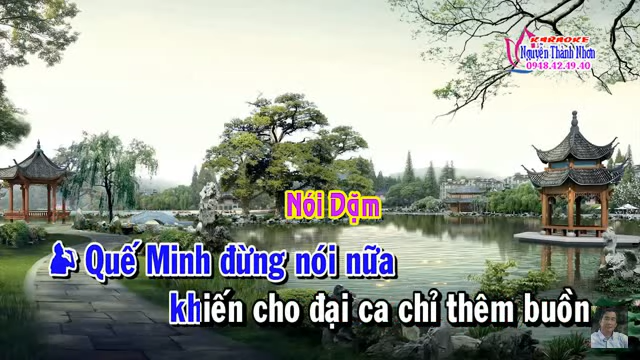 KARAOKE
Nguyễn Thành Nhơn
0948.42.49.40
Nói Dặm
Quế Minh đừng nói nữa
khiến cho đại ca chỉ thêm buồn